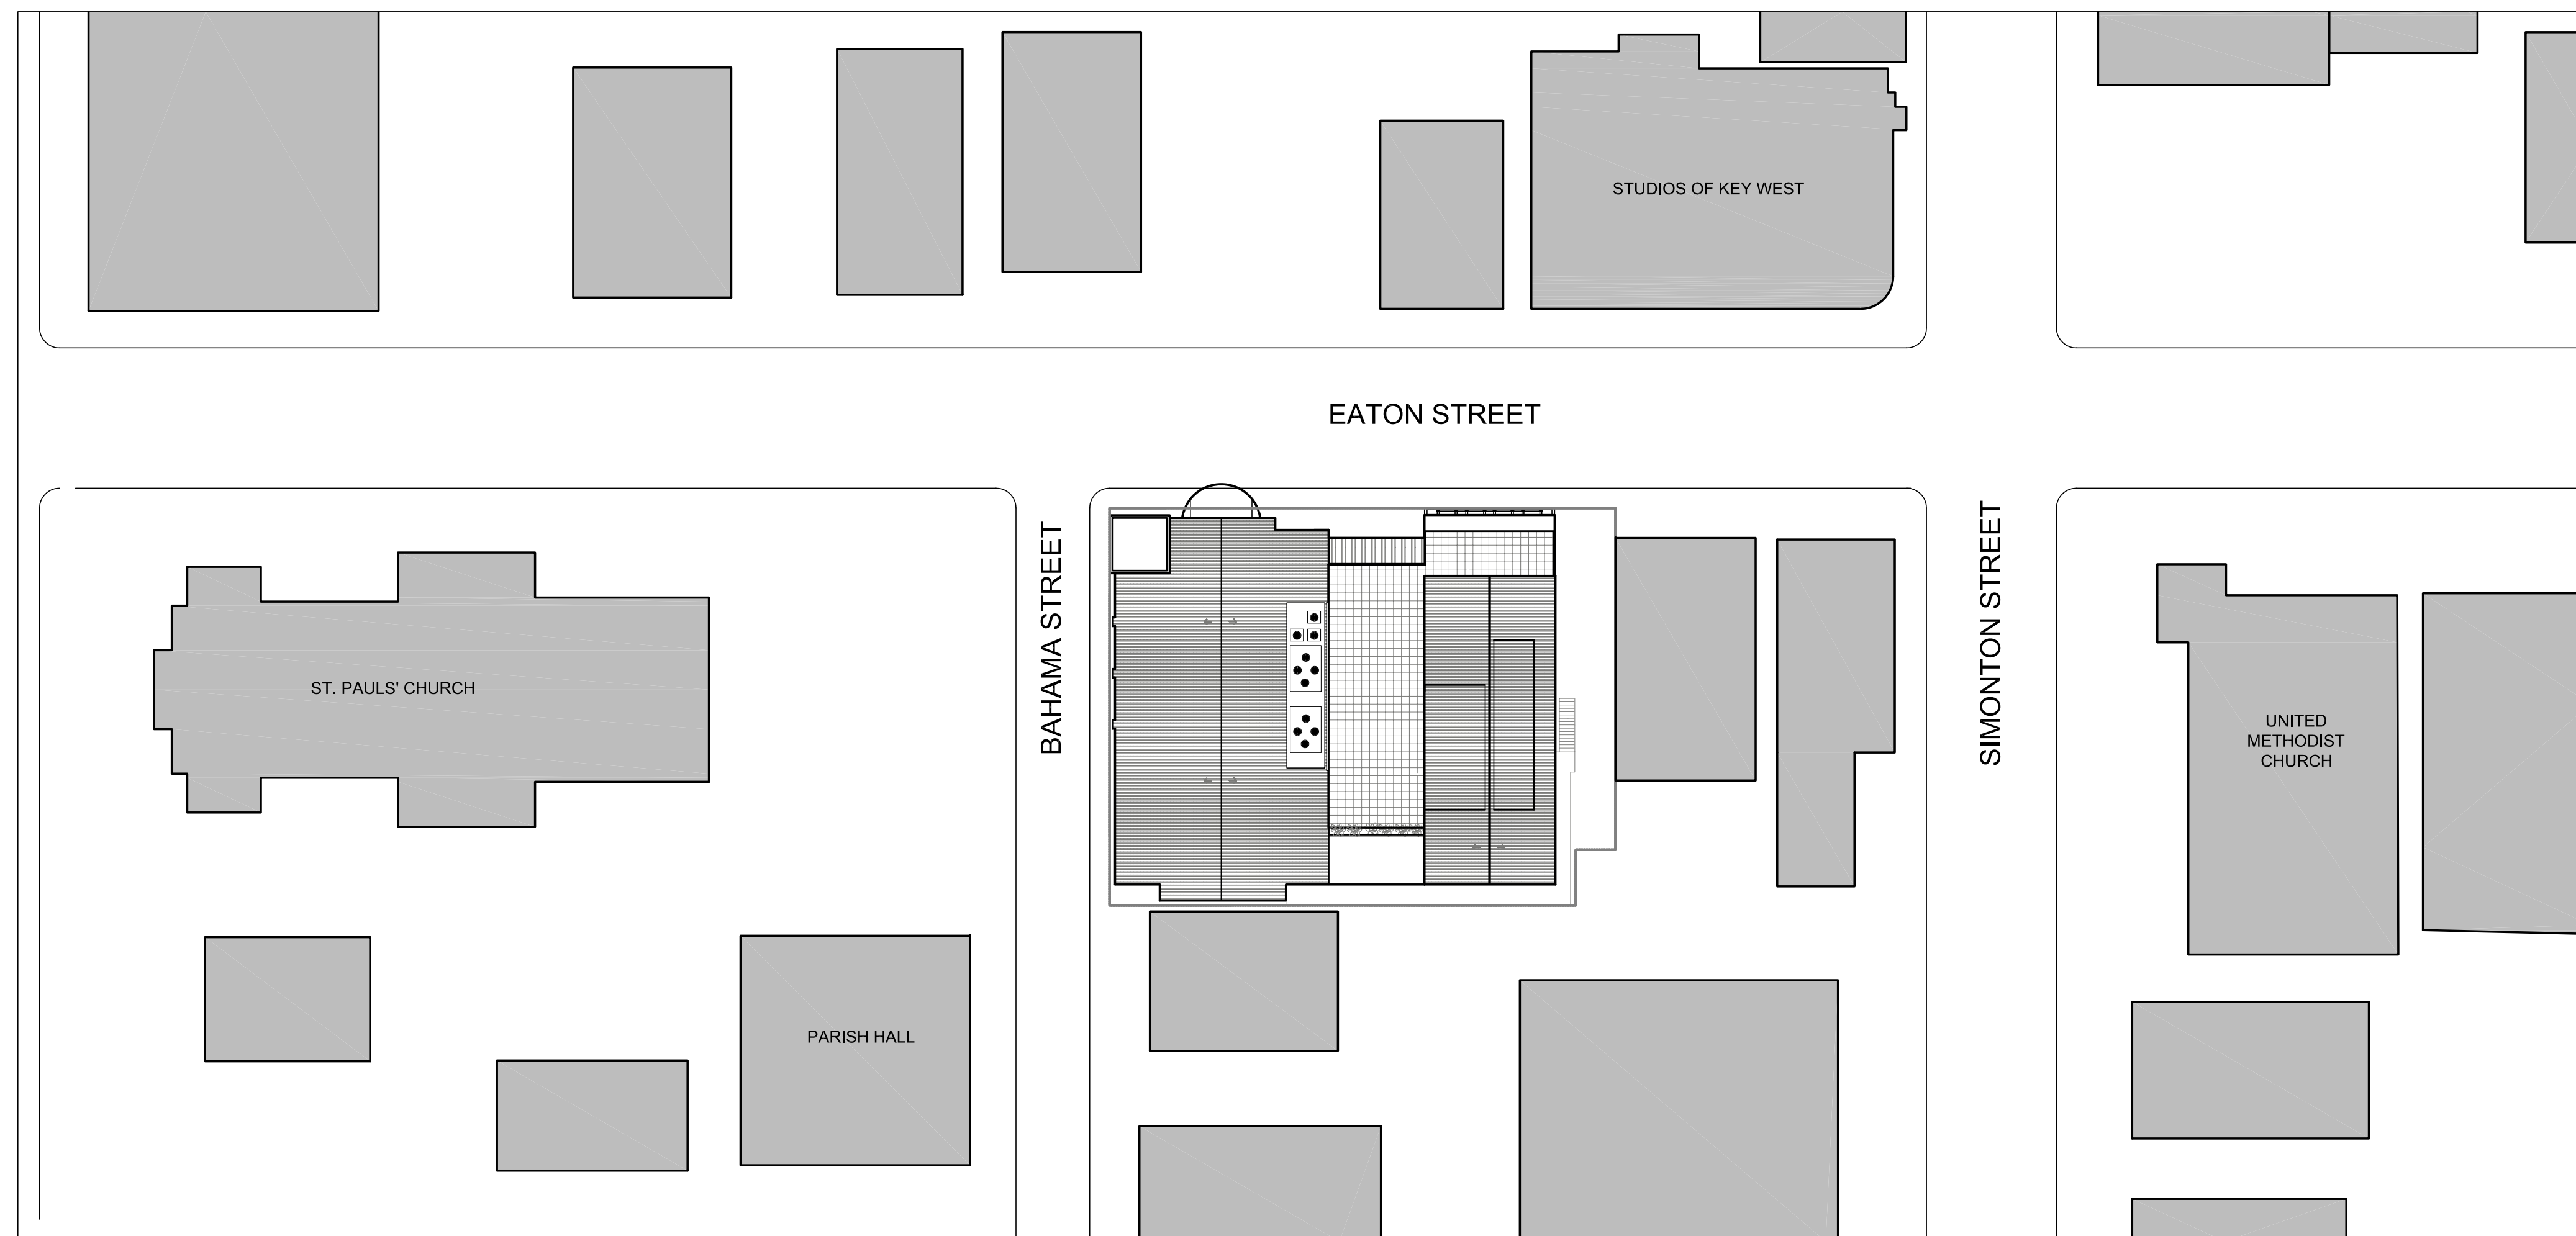 STUDIOS OF KEY WEST
EATON STREET
BAHAMA STREET
SIMONTON STREET
ST. PAULS' CHURCH
UNITED
METHODIST
CHURCH
PARISH HALL